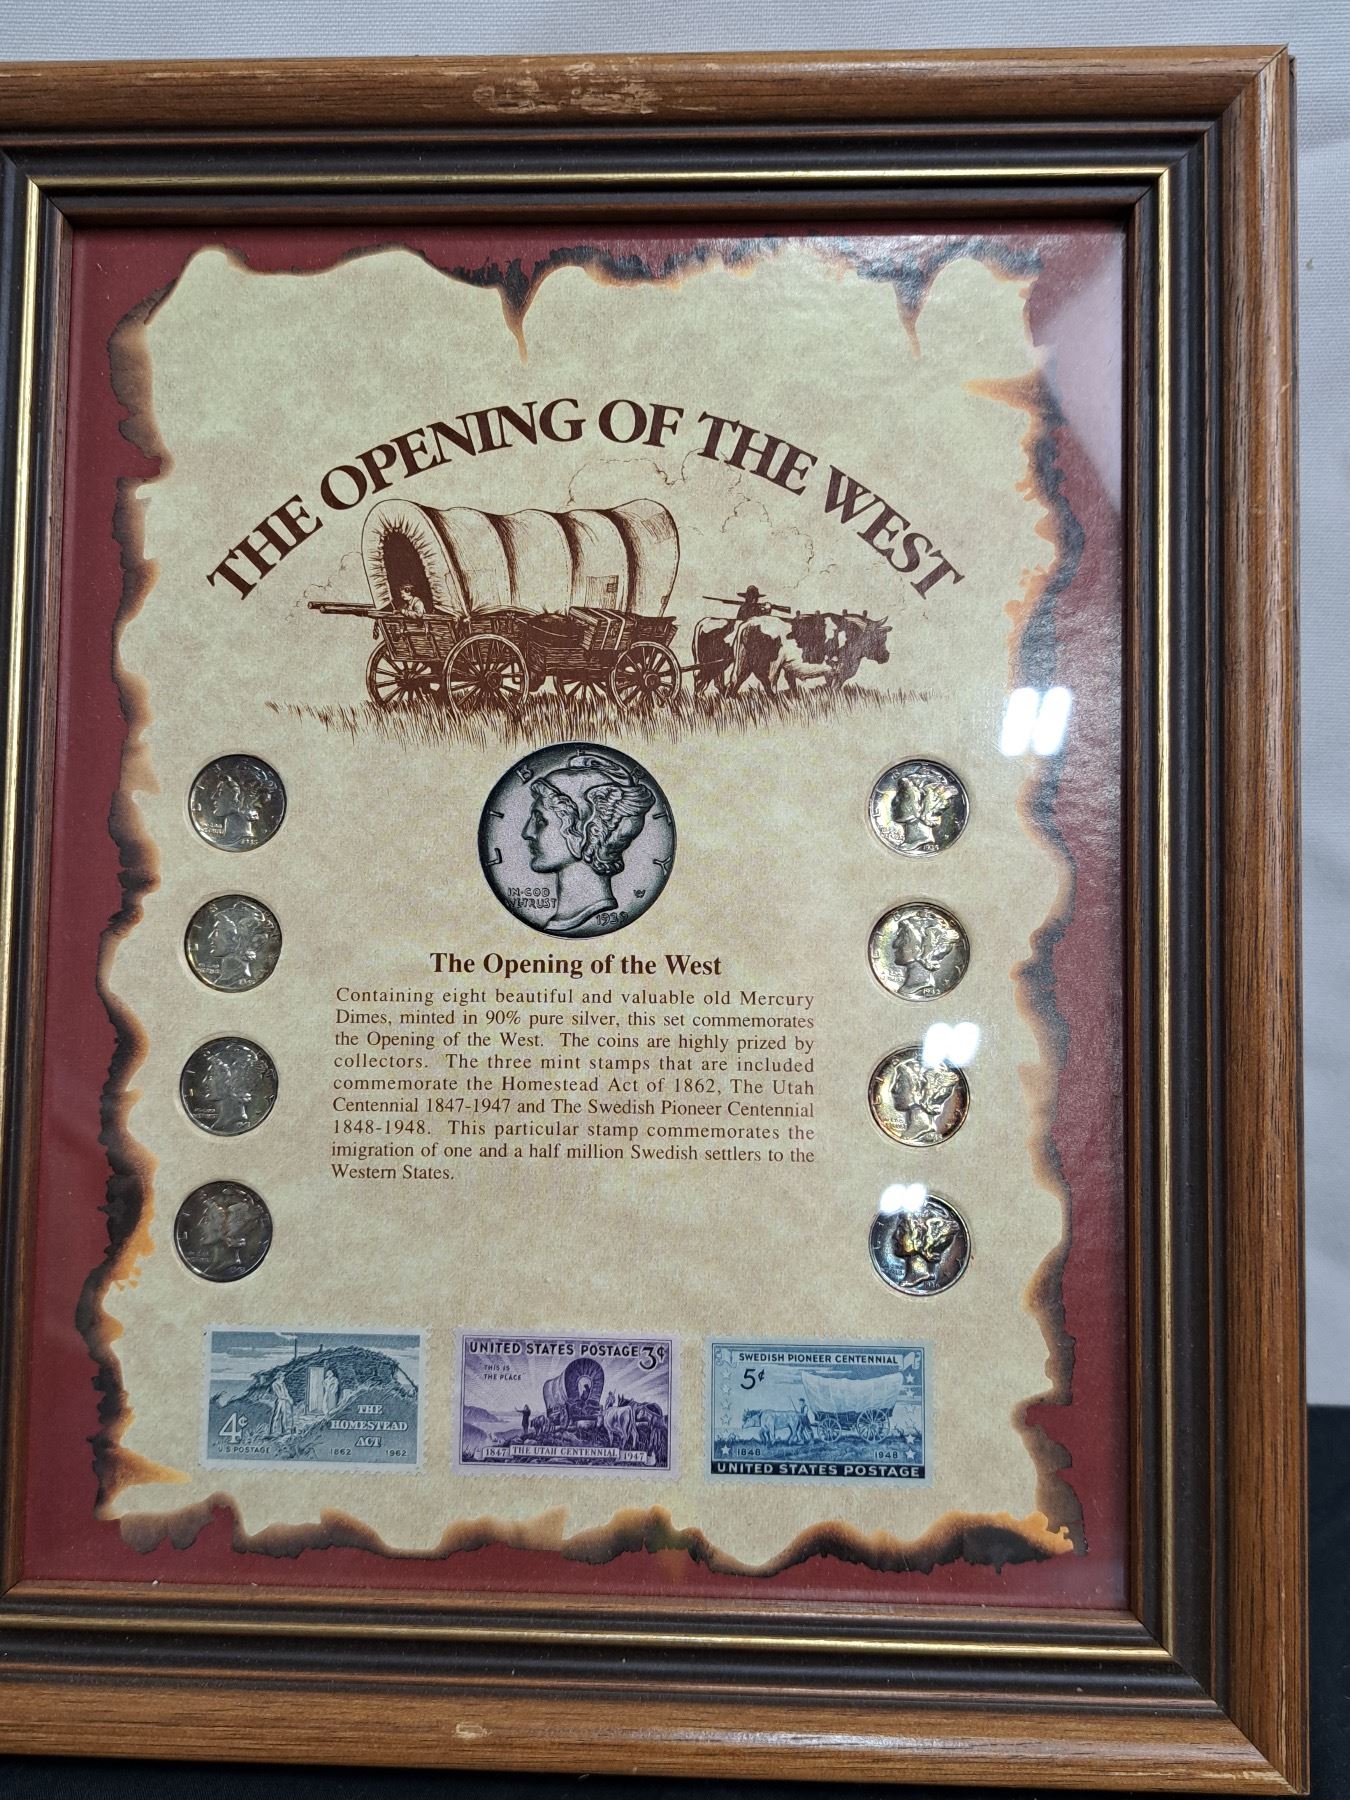 THE OPENING OF THE WEST
LIBERTY
IN·GOD
WE·TRUST
1939
The Opening of the West
Containing eight beautiful and valuable old Mercury
Dimes, minted in 90% pure silver, this set commemorates
the Opening of the West. The coins are highly prized by
collectors. The three mint stamps that are included
commemorate the Homestead Act of 1862, The Utah
Centennial 1847-1947 and The Swedish Pioneer Centennial
1848-1948. This particular stamp commemorates the
imigration of one and a half million Swedish settlers to the
Western States.
4¢
U.S. POSTAGE
THE
HOMESTEAD
ACT
1862 1962
UNITED STATES POSTAGE 3¢
THIS IS
THE PLACE
1847 THE UTAH CENTENNIAL 1947
SWEDISH PIONEER CENTENNIAL
5¢
1848 1948
UNITED STATES POSTAGE